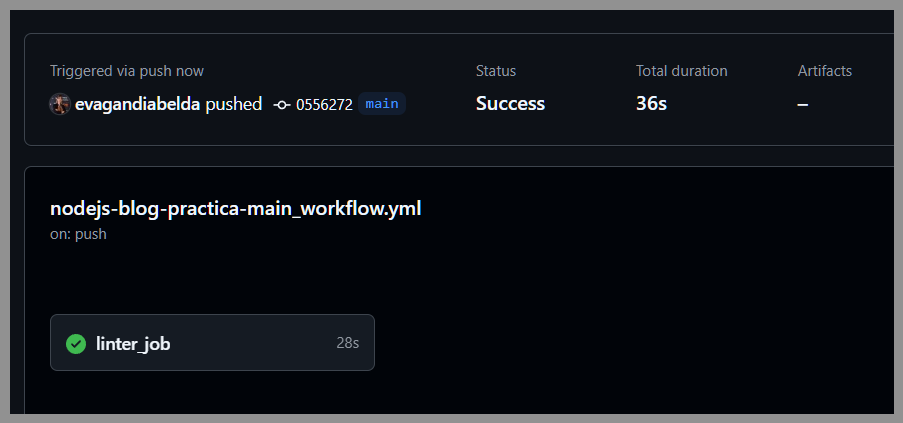 Triggered via push now
evagandiabelda pushed 0556272 main
Status
Success
Total duration
36s
Artifacts
–
nodejs-blog-practica-main_workflow.yml
on: push
linter_job 28s